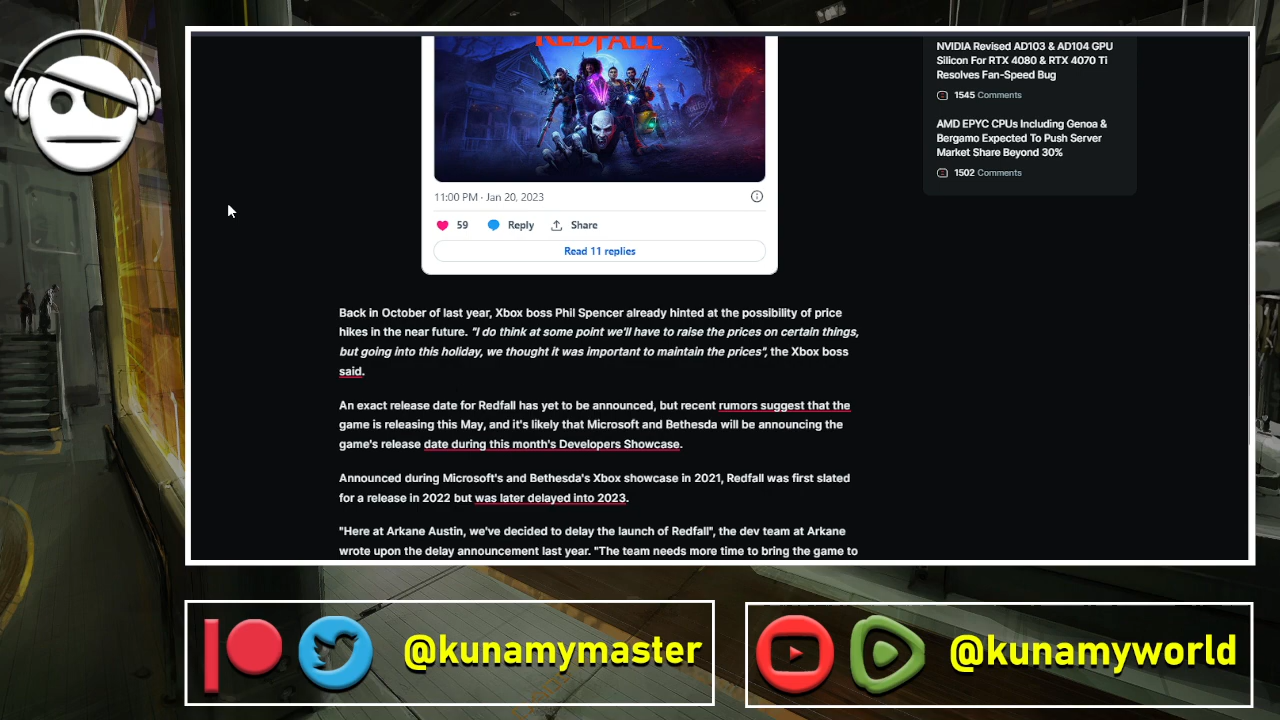 REDFALL
11:00 PM · Jan 20, 2023
59 Reply Share
Read 11 replies
Back in October of last year, Xbox boss Phil Spencer already hinted at the possibility of price
hikes in the near future. "I do think at some point we'll have to raise the prices on certain things,
but going into this holiday, we thought it was important to maintain the prices", the Xbox boss
said.
An exact release date for Redfall has yet to be announced, but recent rumors suggest that the
game is releasing this May, and it's likely that Microsoft and Bethesda will be announcing the
game's release date during this month's Developers Showcase.
Announced during Microsoft's and Bethesda's Xbox showcase in 2021, Redfall was first slated
for a release in 2022 but was later delayed into 2023.
"Here at Arkane Austin, we've decided to delay the launch of Redfall", the dev team at Arkane
wrote upon the delay announcement last year. "The team needs more time to bring the game to
NVIDIA Revised AD103 & AD104 GPU
Silicon For RTX 4080 & RTX 4070 Ti
Resolves Fan-Speed Bug
1545 Comments
AMD EPYC CPUs Including Genoa &
Bergamo Expected To Push Server
Market Share Beyond 30%
1502 Comments
@kunamymaster
@kunamyworld